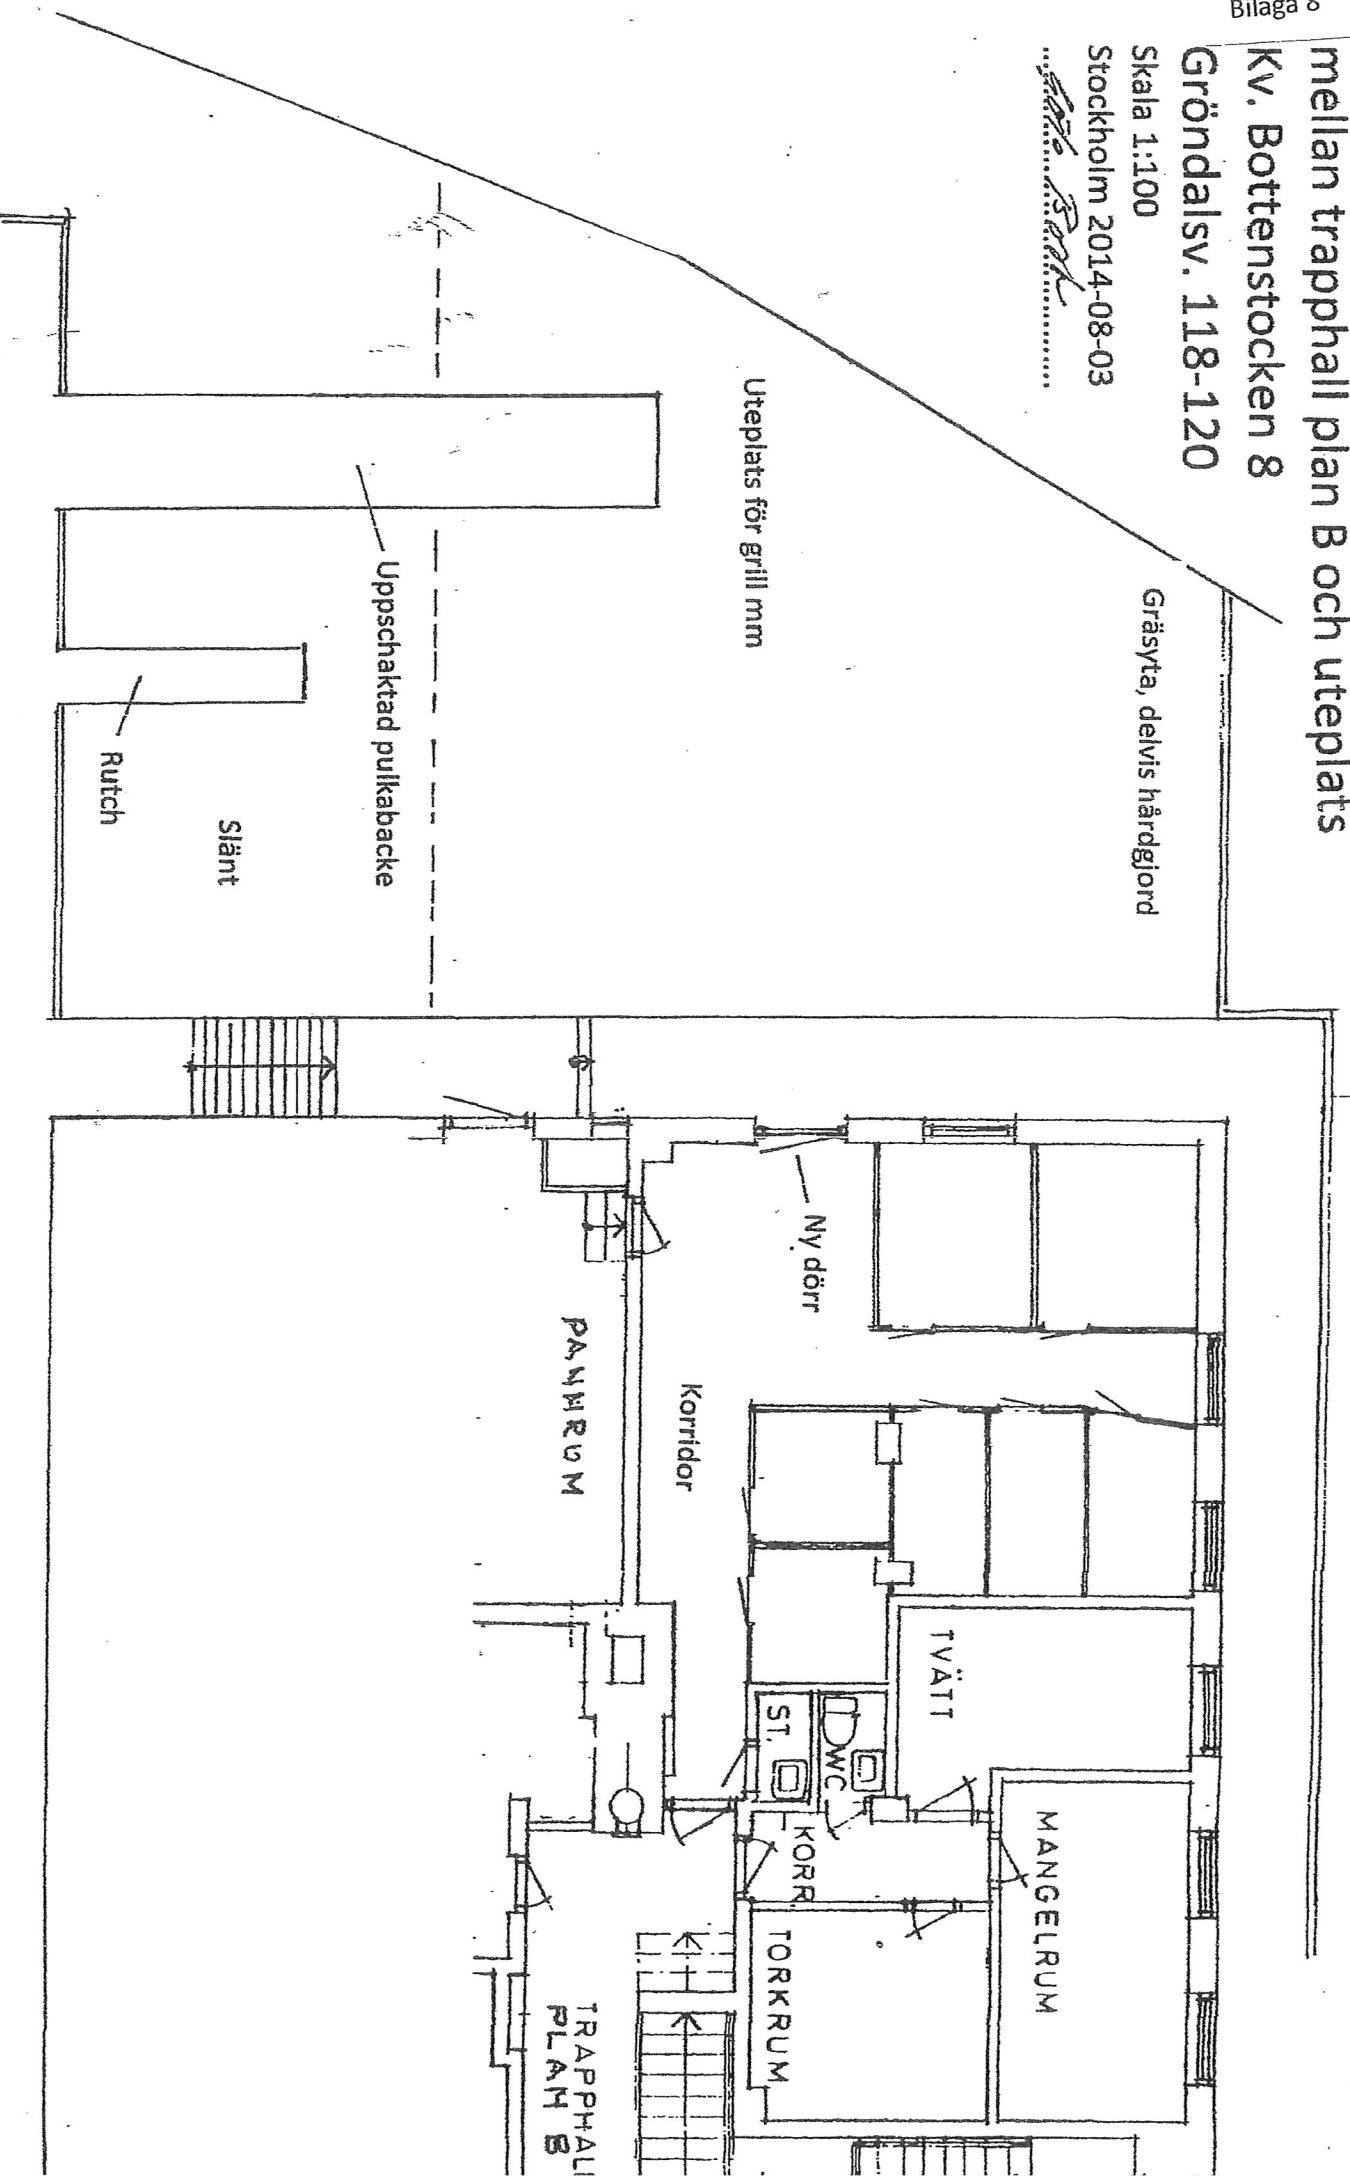 Bilaga 8
mellan trapphall plan B och uteplats
Kv. Bottenstocken 8
Gröndalsv. 118-120
Skala 1:100
Stockholm 2014-08-03
Gräsyta, delvis hårdgjord
Uteplats för grill mm
Uppschaktad pulkabacke
Slänt
Rutch
Ny dörr
Korridor
PANNRUM
TVÄTT
MANGELRUM
WC
ST.
KORR
TORKRUM
TRAPPHALL
PLAN B